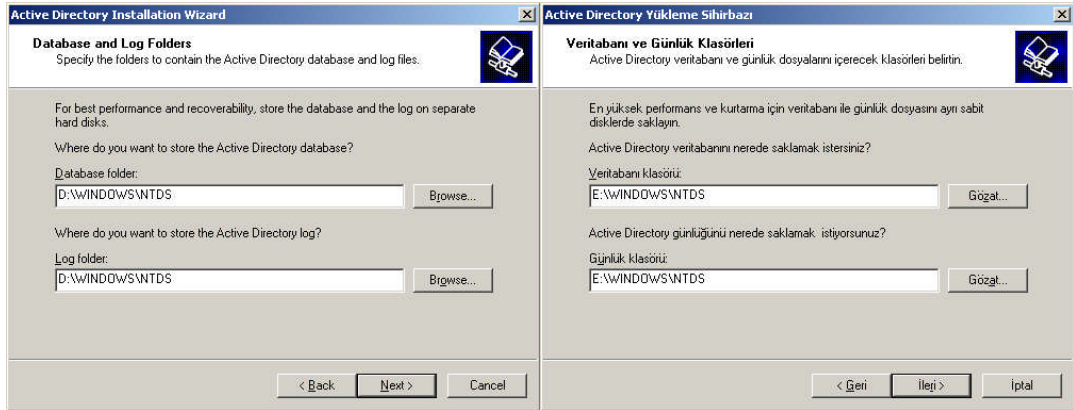 Active Directory Installation Wizard
Database and Log Folders
Specify the folders to contain the Active Directory database and log files.
For best performance and recoverability, store the database and the log on separate
hard disks.
Where do you want to store the Active Directory database?
Database folder:
D:\WINDOWS\NTDS
Browse...
Where do you want to store the Active Directory log?
Log folder:
D:\WINDOWS\NTDS
Browse...
< Back
Next >
Cancel
Active Directory Yükleme Sihirbazı
Veritabanı ve Günlük Klasörleri
Active Directory veritabanı ve günlük dosyalarını içerecek klasörleri belirtin.
En yüksek performans ve kurtarma için veritabanı ile günlük dosyasını ayrı sabit
disklerde saklayın.
Active Directory veritabanını nerede saklamak istersiniz?
Veritabanı klasörü:
E:\WINDOWS\NTDS
Gözat...
Active Directory günlüğünü nerede saklamak istiyorsunuz?
Günlük klasörü:
E:\WINDOWS\NTDS
Gözat...
< Geri
İleri >
İptal